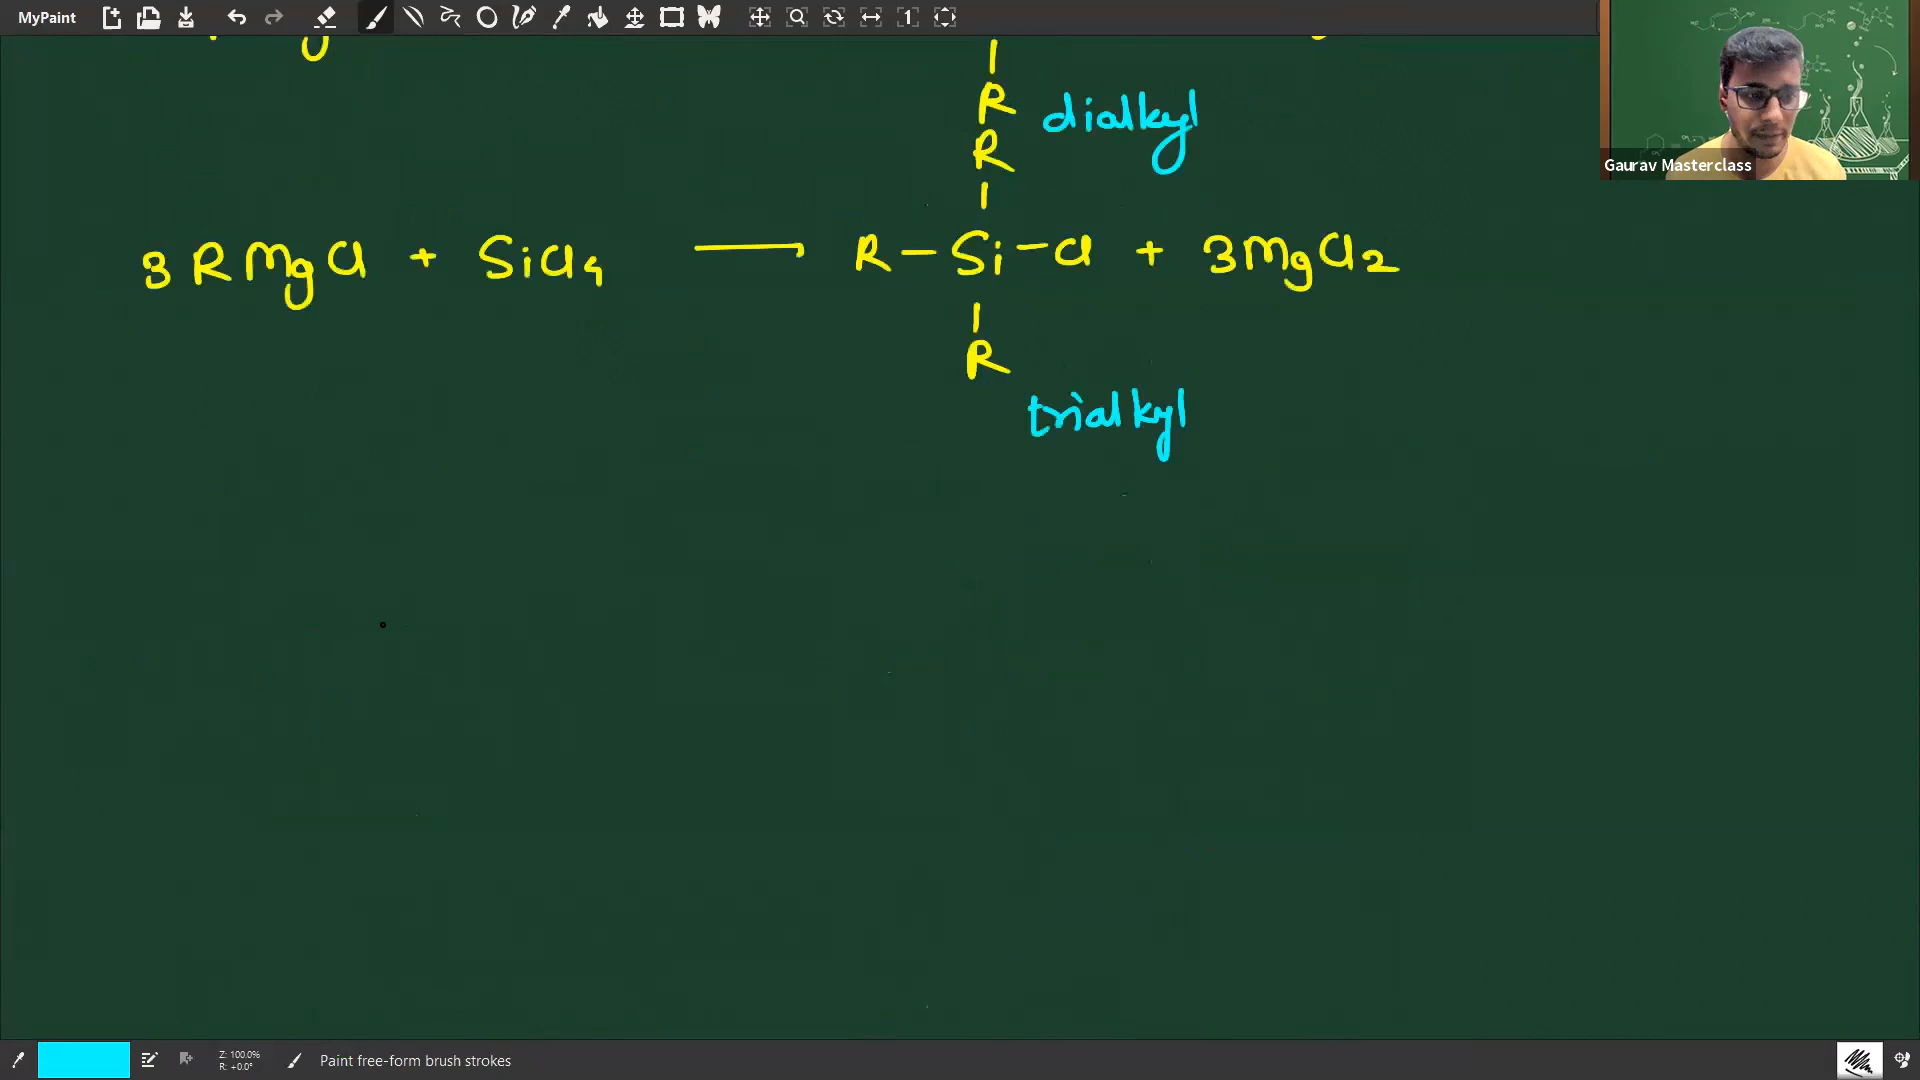 MyPaint
R
dialkyl
R
3 RMgCl + SiCl4 — R-Si-Cl + 3MgCl2
R
trialkyl
Gaurav Masterclass
Z: 100.0%
R: +0.0°
Paint free-form brush strokes